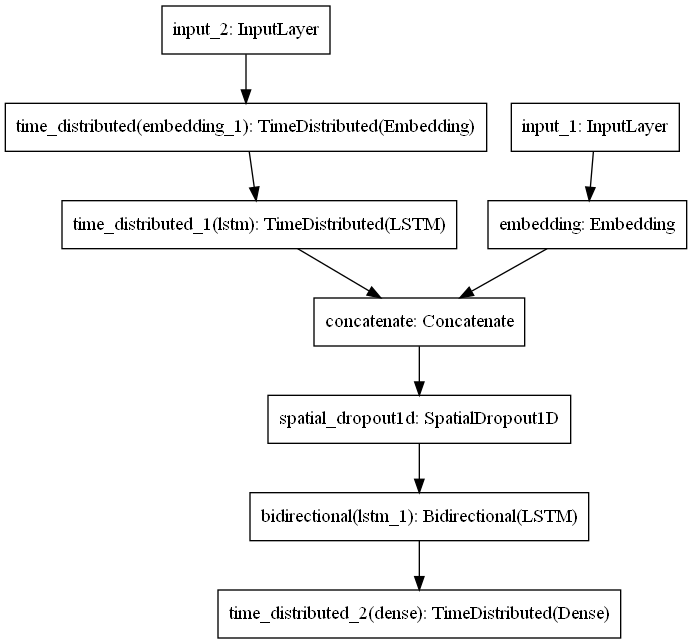 input_2: InputLayer
time_distributed(embedding_1): TimeDistributed(Embedding)
input_1: InputLayer
time_distributed_1(lstm): TimeDistributed(LSTM)
embedding: Embedding
concatenate: Concatenate
spatial_dropout1d: SpatialDropout1D
bidirectional(lstm_1): Bidirectional(LSTM)
time_distributed_2(dense): TimeDistributed(Dense)